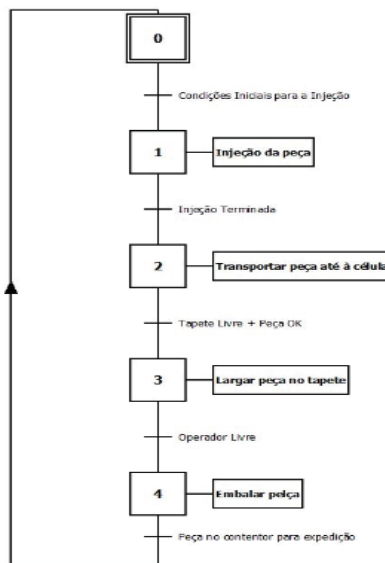 0
Condições Iniciais para a Injeção
1
Injeção da peça
Injeção Terminada
2
Transportar peça até à célula
Tapete Livre + Peça OK
3
Largar peça no tapete
Operador Livre
4
Embalar pelça
Peça no contentor para expedição